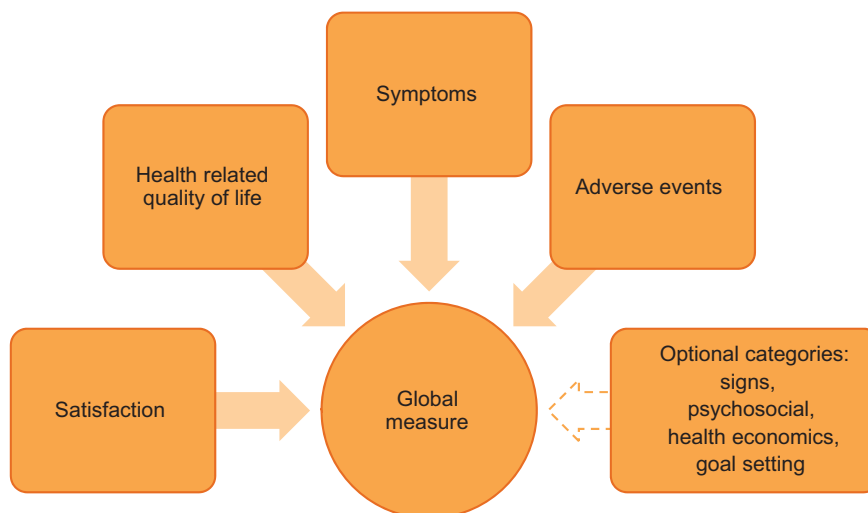 Symptoms
Health related
quality of life
Adverse events
Satisfaction
Global
measure
Optional categories:
signs,
psychosocial,
health economics,
goal setting